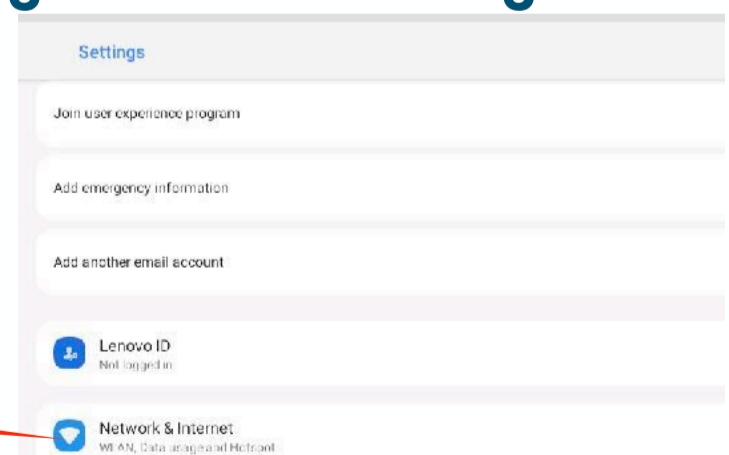 Settings
Join user experience program
Add emergency information
Add another email account
Lenovo ID
Not logged in
Network & Internet
WLAN, Data usage and Hotspot